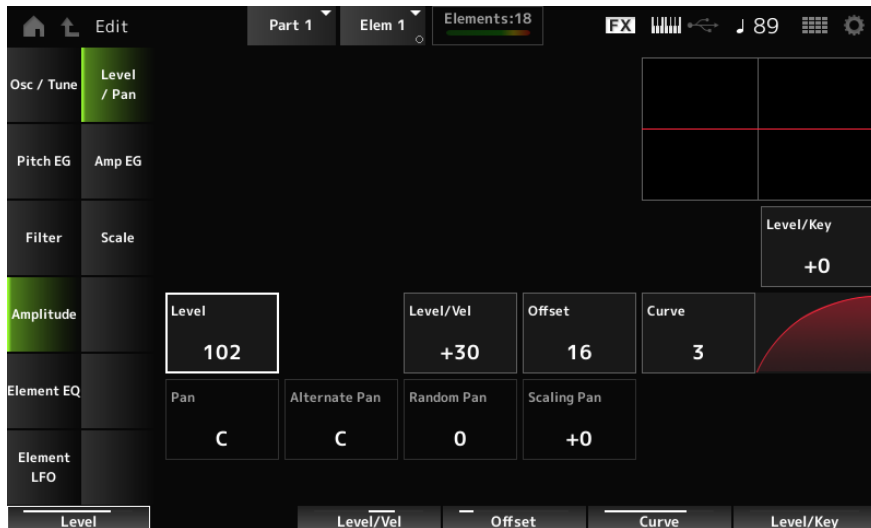 Edit
Part 1
Elem 1
Elements:18
FX
♩ 89
Osc / Tune
Level
/ Pan
Pitch EG
Amp EG
Filter
Scale
Level/Key
+0
Amplitude
Level
102
Level/Vel
+30
Offset
16
Curve
3
Element EQ
Pan
C
Alternate Pan
C
Random Pan
0
Scaling Pan
+0
Element
LFO
Level
Level/Vel
Offset
Curve
Level/Key